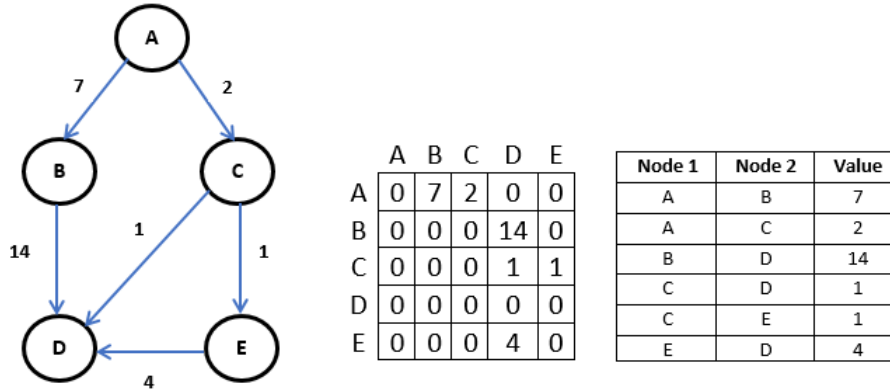 A
7 2
B C
14 1 1
D E
4
A B C D E
A 0 7 2 0 0
B 0 0 0 14 0
C 0 0 0 1 1
D 0 0 0 0 0
E 0 0 0 4 0
Node 1 Node 2 Value
A B 7
A C 2
B D 14
C D 1
C E 1
E D 4